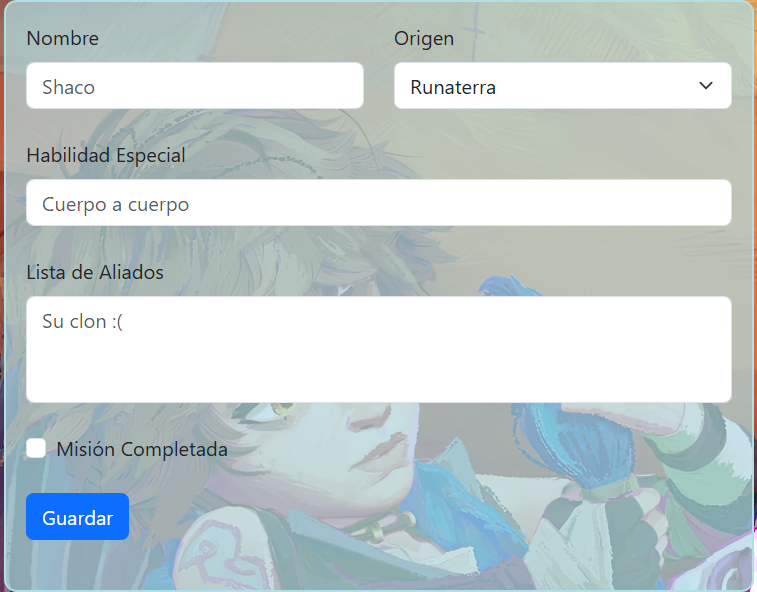 Nombre
Origen
Shaco
Runaterra
Habilidad Especial
Cuerpo a cuerpo
Lista de Aliados
Su clon :(
Misión Completada
Guardar